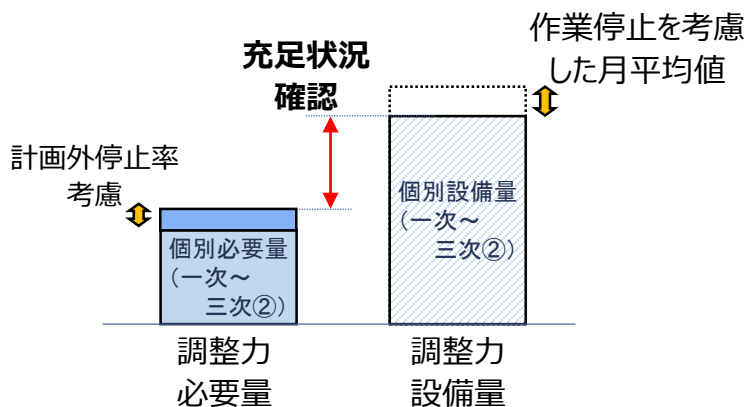 作業停止を考慮
した月平均値
充足状況
確認
計画外停止率
考慮
個別必要量
(一次～
三次②)
個別設備量
(一次～
三次②)
調整力
必要量
調整力
設備量